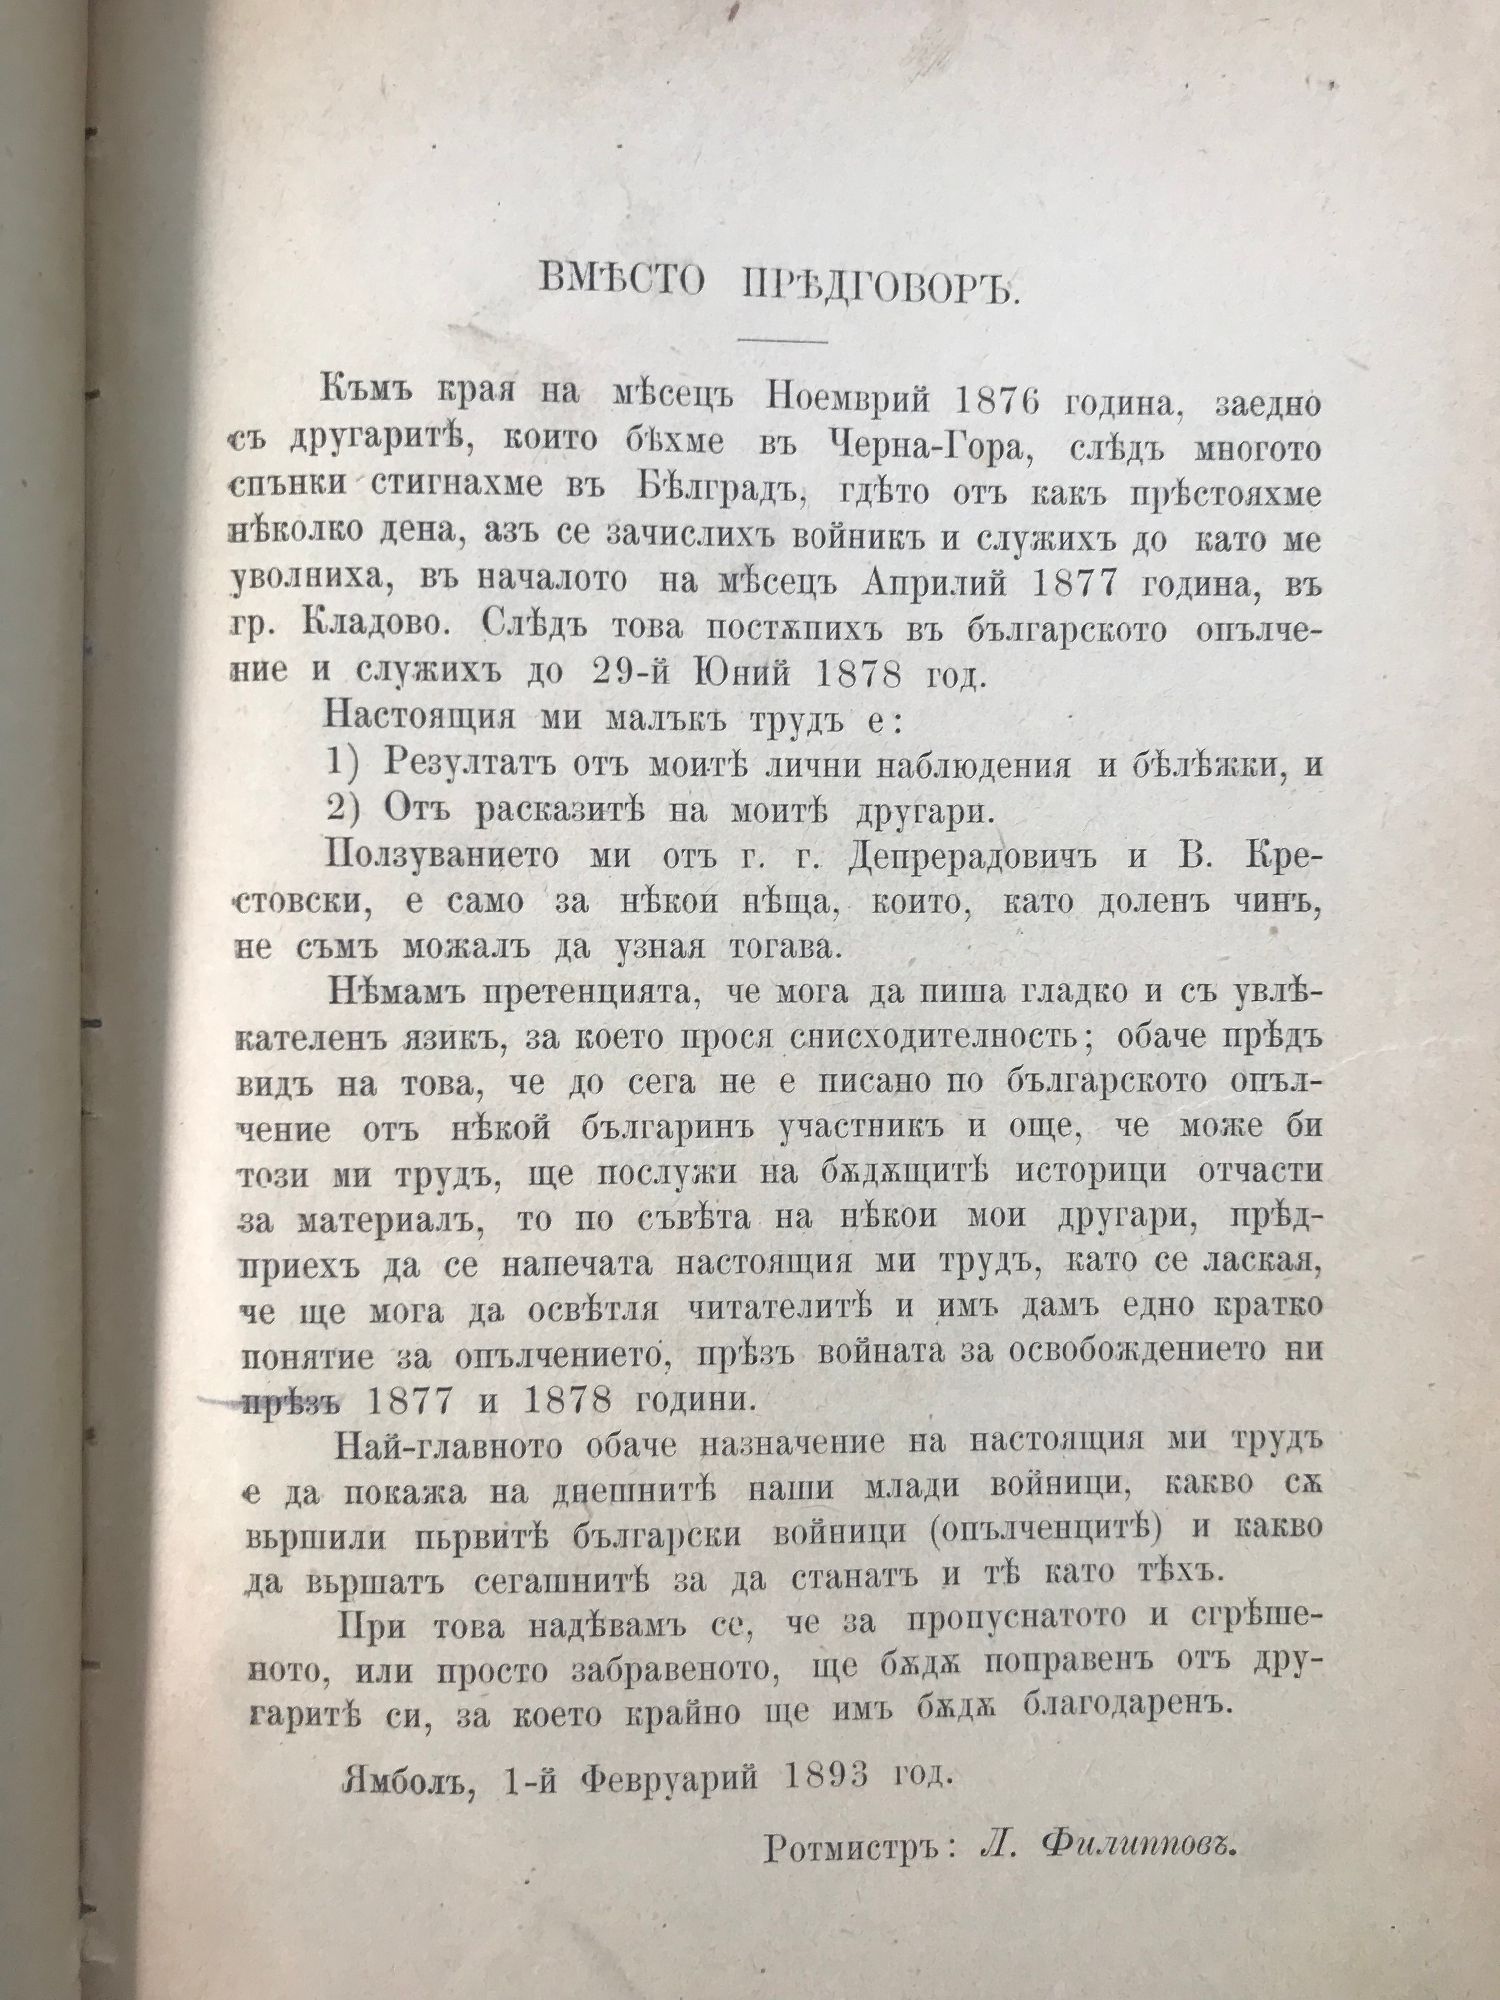 ВМѢСТО ПРѢДГОВОРЪ.
Къмъ края на мѣсецъ Ноемврий 1876 година, заедно
съ другаритѣ, които бѣхме въ Черна-Гора, слѣдъ многото
спънки стигнахме въ Бѣлградъ, гдѣто отъ какъ прѣстояхме
нѣколко дена, азъ се зачислихъ войникъ и служихъ до като ме
уволниха, въ началото на мѣсецъ Априлий 1877 година, въ
гр. Кладово. Слѣдъ това постѫпихъ въ българското опълче-
ние и служихъ до 29-й Юний 1878 год.
Настоящия ми малъкъ трудъ е:
1) Резултатъ отъ моитѣ лични наблюдения и бѣлѣжки, и
2) Отъ расказитѣ на моитѣ другари.
Ползуванието ми отъ г. г. Депрерадовичъ и В. Кре-
стовски, е само за нѣкои нѣща, които, като доленъ чинъ,
не съмъ можалъ да узная тогава.
Нѣмамъ претенцията, че мога да пиша гладко и съ увлѣ-
кателенъ язикъ, за което прося снисходителность; обаче прѣдъ
видъ на това, че до сега не е писано по българското опъл-
чение отъ нѣкой българинъ участникъ и още, че може би
този ми трудъ, ще послужи на бѫдѫщитѣ историци отчасти
за материалъ, то по съвѣта на нѣкои мои другари, прѣд-
приехъ да се напечата настоящия ми трудъ, като се лаская,
че ще мога да освѣтля читателитѣ и имъ дамъ едно кратко
понятие за опълчението, прѣзъ войната за освобождението ни
прѣзъ 1877 и 1878 години.
Най-главното обаче назначение на настоящия ми трудъ
е да покажа на днешнитѣ наши млади войници, какво сѫ
вьршили пьрвитѣ български войници (опълченцитѣ) и какво
да вьршатъ сегашнитѣ за да станатъ и тѣ като тѣхъ.
При това надѣвамъ се, че за пропуснатото и сгрѣше-
ното, или просто забравеното, ще бѫдѫ поправенъ отъ дру-
гаритѣ си, за което крайно ще имъ бѫдѫ благодаренъ.
Ямболъ, 1-й Февруарий 1893 год.
Ротмистръ: Л. Филипповъ.